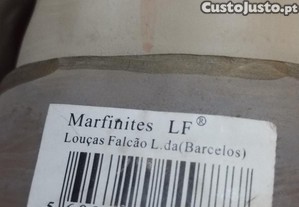 CustoJusto.pt
Marfinites LF®
Louças Falcão L.da(Barcelos)